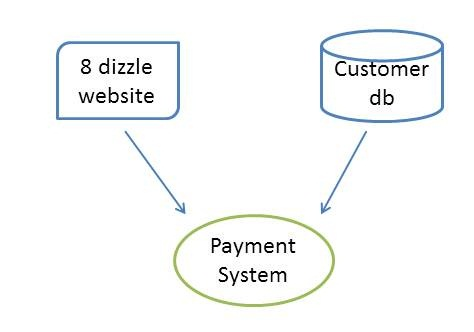 8 dizzle
website
Customer
db
Payment
System